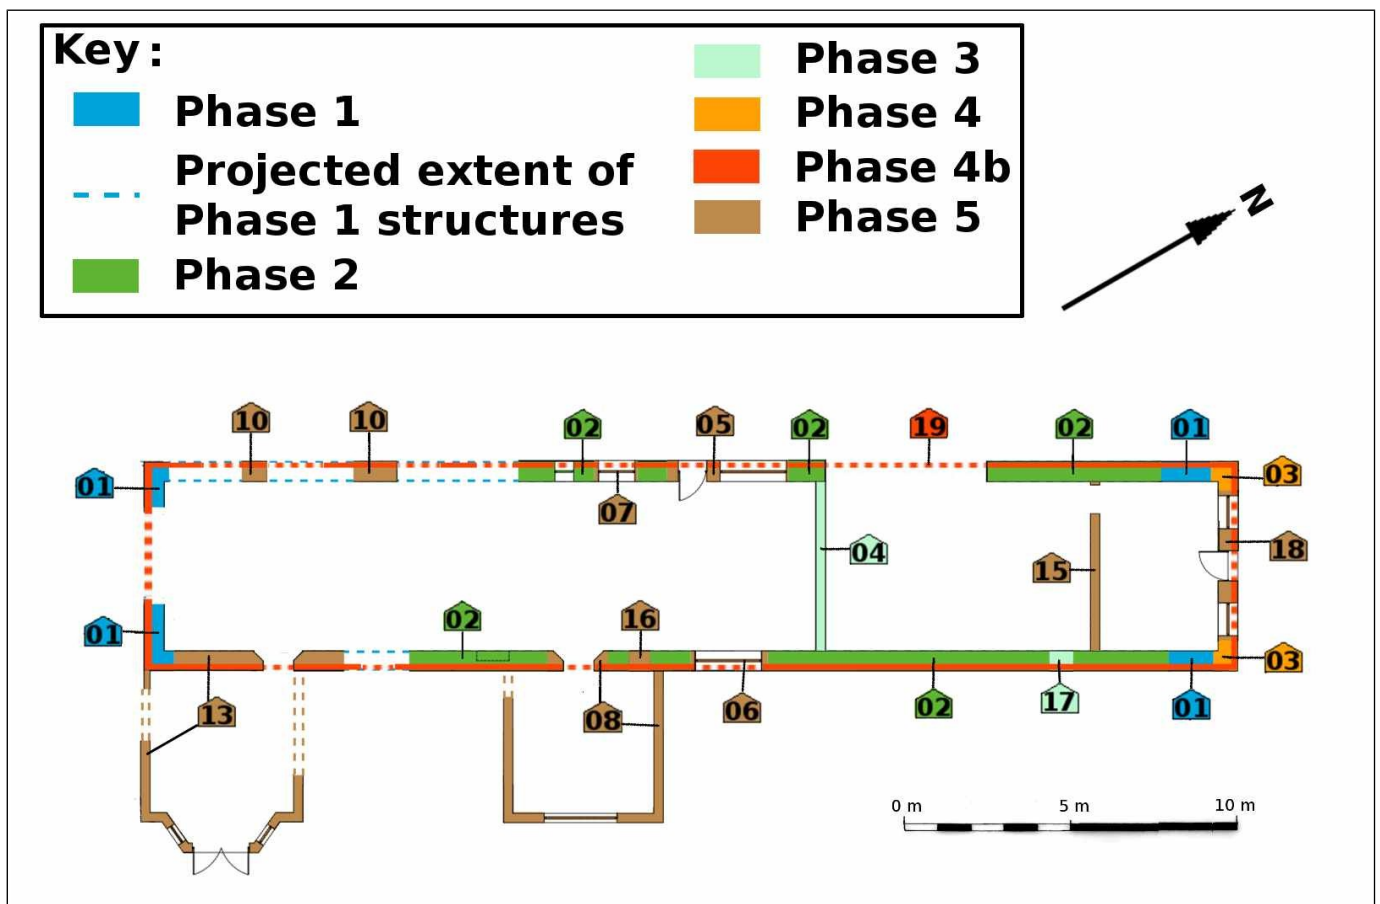 Key:
Phase 1
Projected extent of
Phase 1 structures
Phase 2
Phase 3
Phase 4
Phase 4b
Phase 5
N
10
10
02
05
02
19
02
01
01
03
07
04
15
18
01
02
16
03
13
08
06
02
17
01
0 m
5 m
10 m